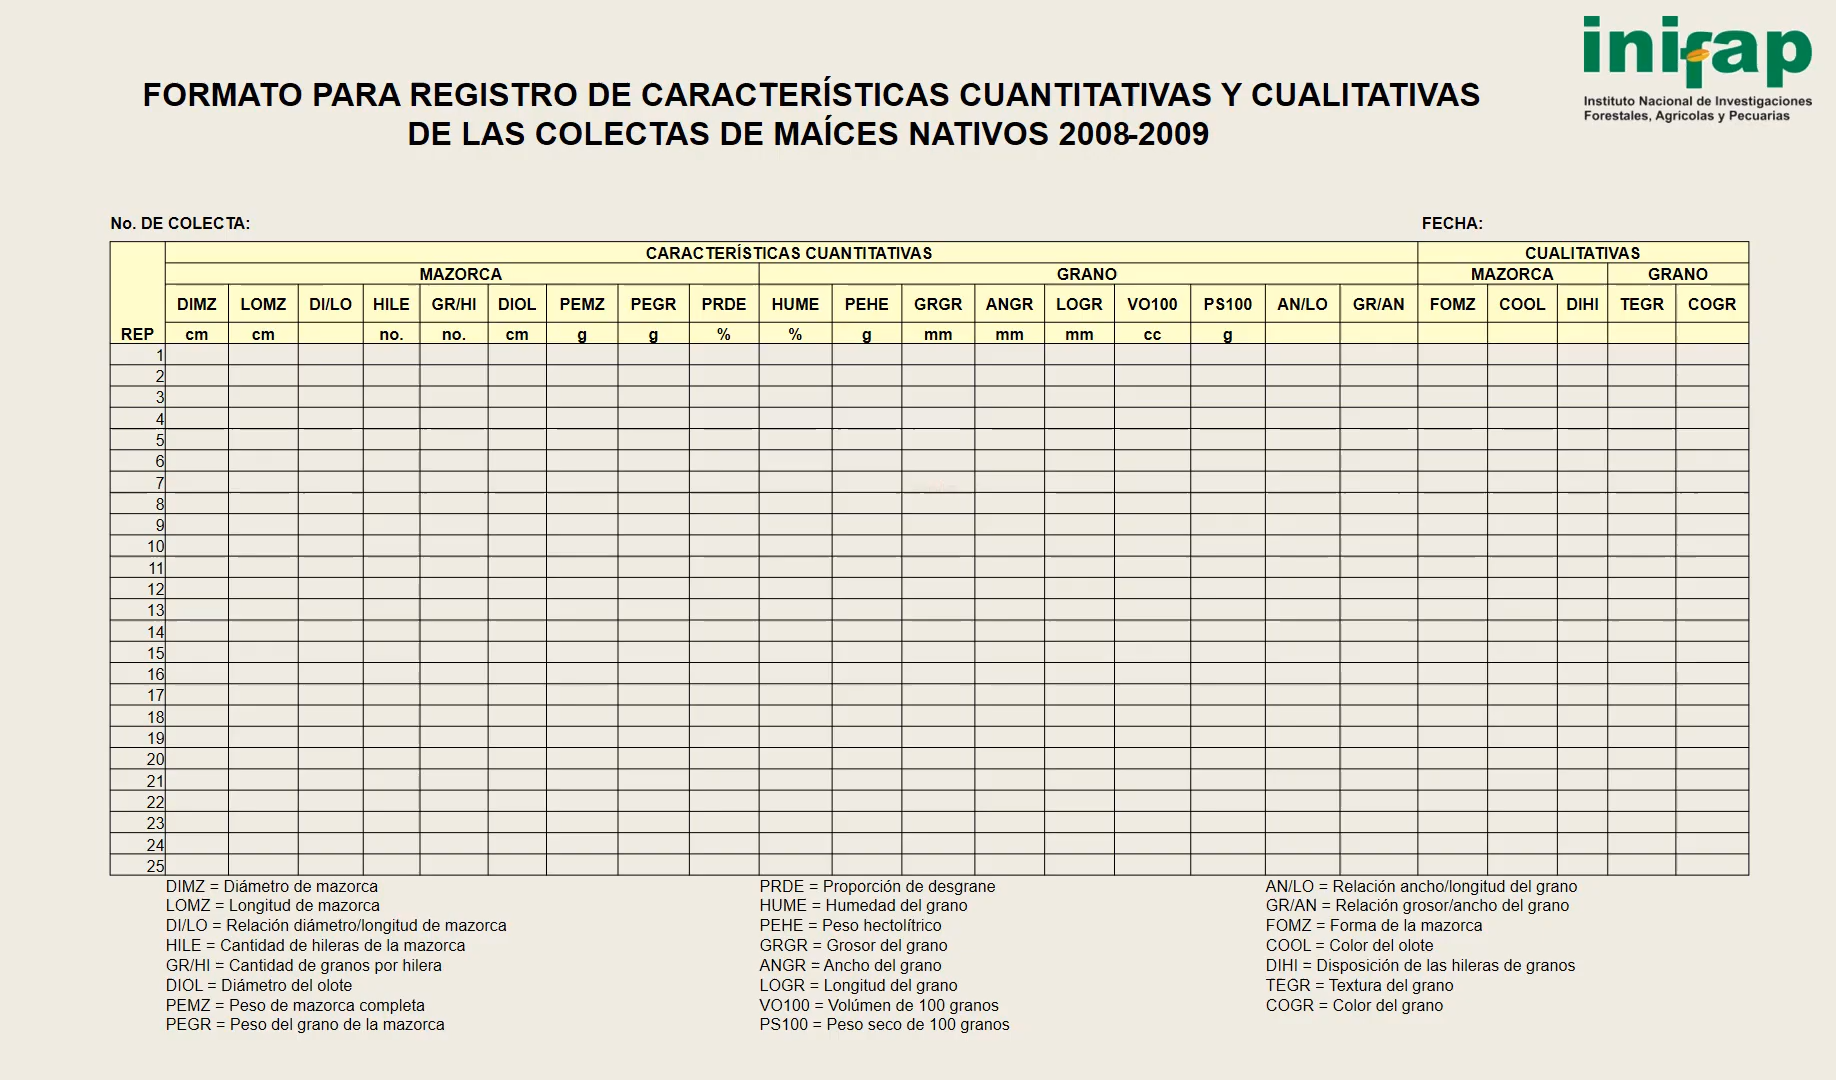 inifap
Instituto Nacional de Investigaciones
Forestales, Agrícolas y Pecuarias
FORMATO PARA REGISTRO DE CARACTERÍSTICAS CUANTITATIVAS Y CUALITATIVAS
DE LAS COLECTAS DE MAÍCES NATIVOS 2008-2009
No. DE COLECTA: FECHA:
CARACTERÍSTICAS CUANTITATIVAS CUALITATIVAS
MAZORCA GRANO MAZORCA GRANO
DIMZ LOMZ DI/LO HILE GR/HI DIOL PEMZ PEGR PRDE HUME PEHE GRGR ANGR LOGR VO100 PS100 AN/LO GR/AN FOMZ COOL DIHI TEGR COGR
REP cm cm no. no. cm g g % % g mm mm mm cc g
1
2
3
4
5
6
7
8
9
10
11
12
13
14
15
16
17
18
19
20
21
22
23
24
25
DIMZ = Diámetro de mazorca
LOMZ = Longitud de mazorca
DI/LO = Relación diámetro/longitud de mazorca
HILE = Cantidad de hileras de la mazorca
GR/HI = Cantidad de granos por hilera
DIOL = Diámetro del olote
PEMZ = Peso de mazorca completa
PEGR = Peso del grano de la mazorca
PRDE = Proporción de desgrane
HUME = Humedad del grano
PEHE = Peso hectolítrico
GRGR = Grosor del grano
ANGR = Ancho del grano
LOGR = Longitud del grano
VO100 = Volúmen de 100 granos
PS100 = Peso seco de 100 granos
AN/LO = Relación ancho/longitud del grano
GR/AN = Relación grosor/ancho del grano
FOMZ = Forma de la mazorca
COOL = Color del olote
DIHI = Disposición de las hileras de granos
TEGR = Textura del grano
COGR = Color del grano